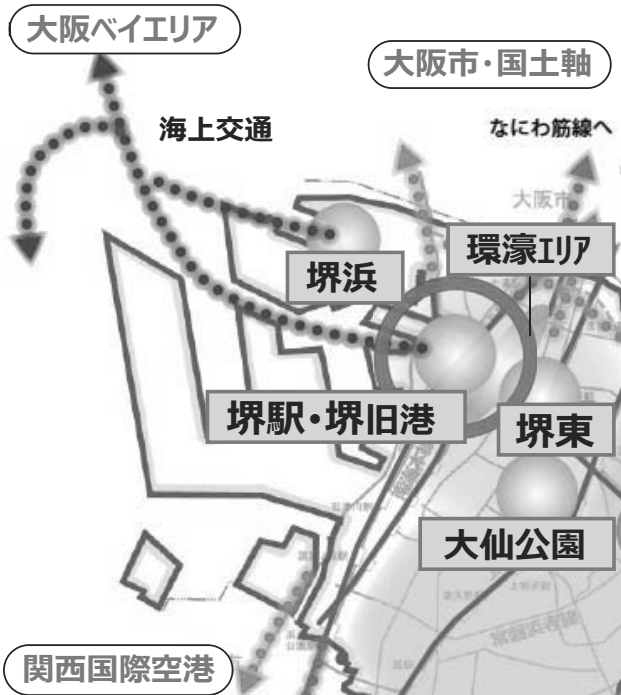 大阪ベイエリア
大阪市・国土軸
海上交通
なにわ筋線へ
大阪市
環濠エリア
堺浜
堺駅・堺旧港
堺東
大仙公園
関西国際空港